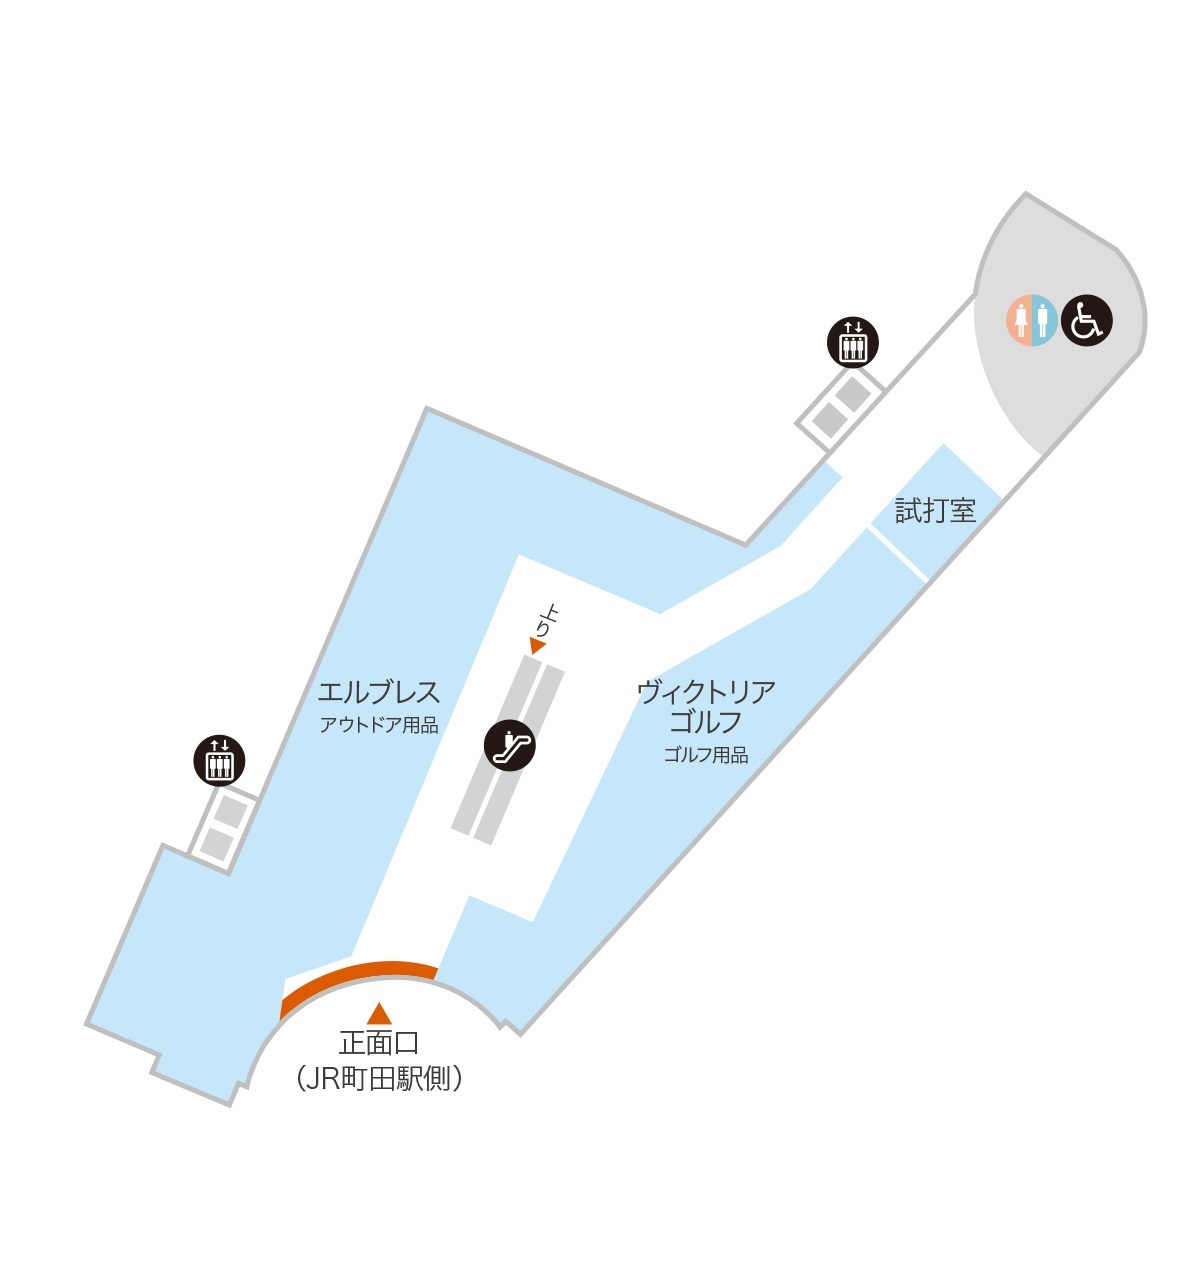 試打室
上り
エルブレス
アウトドア用品
ヴィクトリア
ゴルフ
ゴルフ用品
正面口
（JR町田駅側）